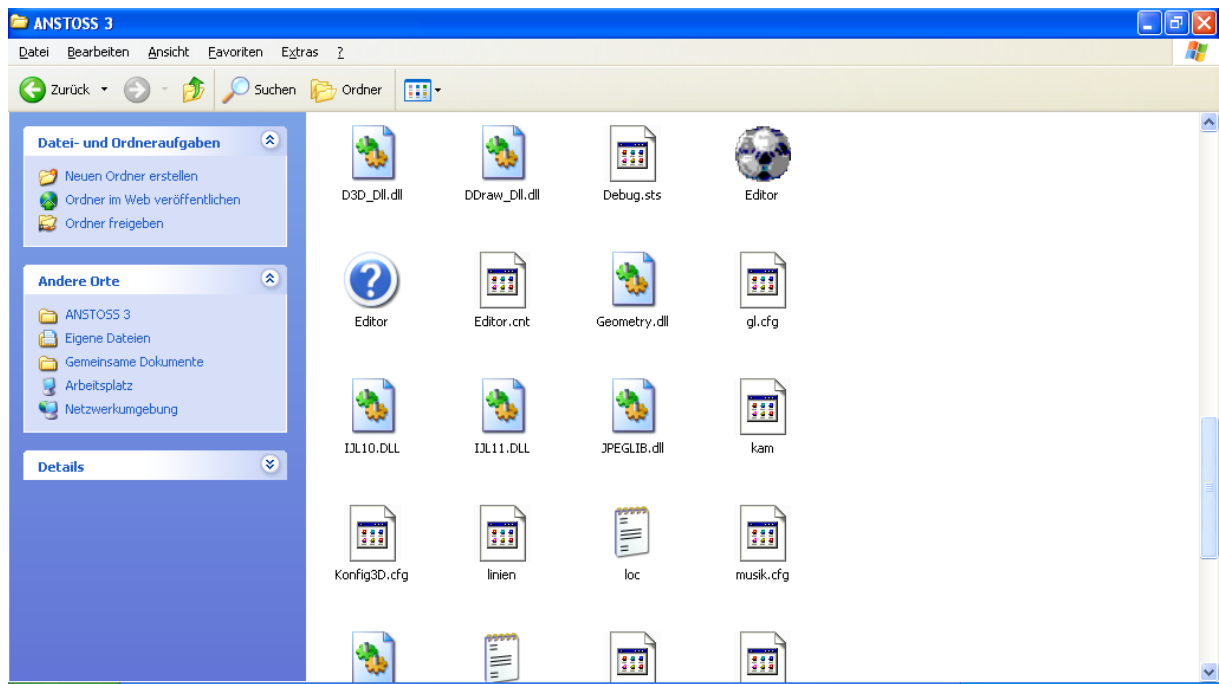 ANSTOSS 3
Datei Bearbeiten Ansicht Favoriten Extras ?
Zurück Suchen Ordner
Datei- und Ordneraufgaben
Neuen Ordner erstellen
Ordner im Web veröffentlichen
Ordner freigeben
Andere Orte
ANSTOSS 3
Eigene Dateien
Gemeinsame Dokumente
Arbeitsplatz
Netzwerkumgebung
Details
D3D_Dll.dll DDraw_Dll.dll Debug.sts Editor
Editor Editor.cnt Geometry.dll gl.cfg
IJL10.DLL IJL11.DLL JPEGLIB.dll kam
Konfig3D.cfg linien loc musik.cfg